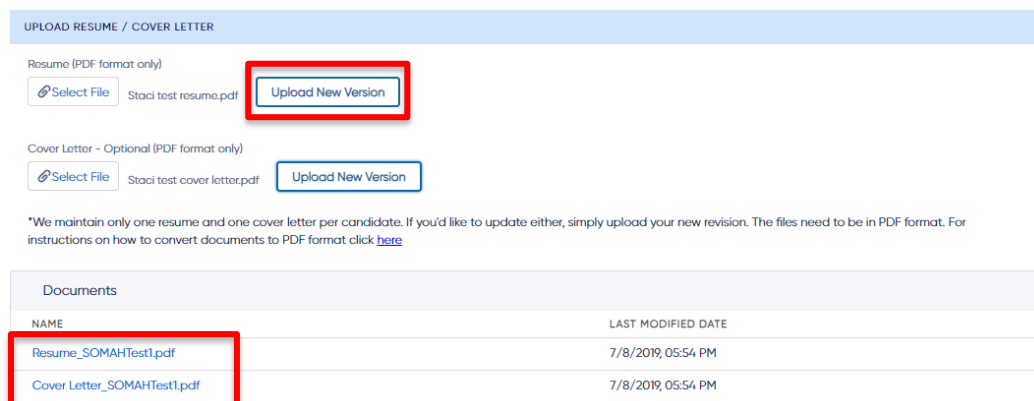 UPLOAD RESUME / COVER LETTER
Resume (PDF format only)
Select File Staci test resume.pdf Upload New Version
Cover Letter - Optional (PDF format only)
Select File Staci test cover letter.pdf Upload New Version
*We maintain only one resume and one cover letter per candidate. If you'd like to update either, simply upload your new revision. The files need to be in PDF format. For
instructions on how to convert documents to PDF format click here
Documents
NAME LAST MODIFIED DATE
Resume_SOMAHTest1.pdf 7/8/2019, 05:54 PM
Cover Letter_SOMAHTest1.pdf 7/8/2019, 05:54 PM